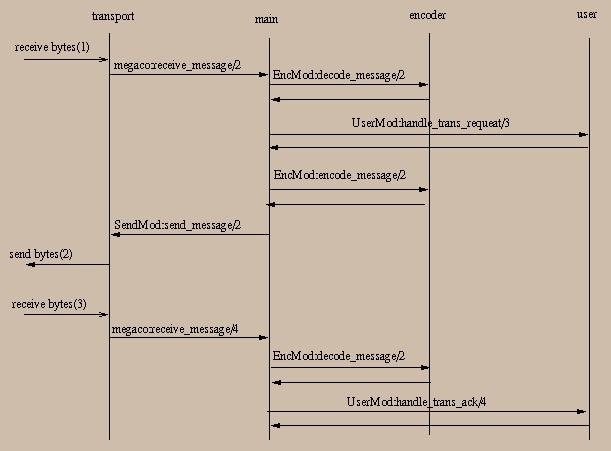 transport main encoder user
receive bytes(1)
megaco:receive_message/2
EncMod:decode_message/2
UserMod:handle_trans_requeat/3
EncMod:encode_message/2
SendMod:send_message/2
send bytes(2)
receive bytes(3)
megaco:receive_message/4
EncMod:decode_message/2
UserMod:handle_trans_ack/4